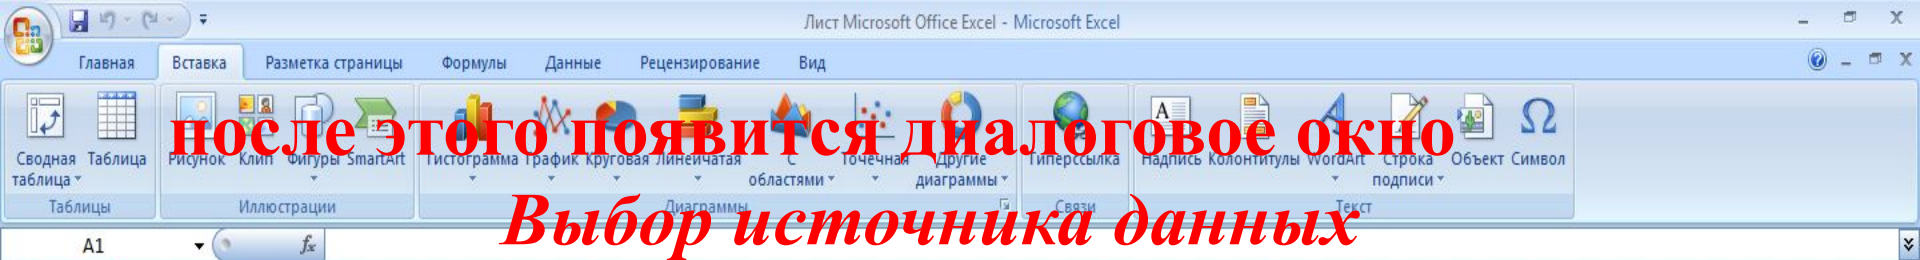 Лист Microsoft Office Excel - Microsoft Excel
Главная Вставка Разметка страницы Формулы Данные Рецензирование Вид
после этого появится диалоговое окно
Сводная таблица Таблица Рисунок Клип Фигуры SmartArt Гистограмма График Круговая Линейчатая С областями Точечная Другие диаграммы Гиперссылка Надпись Колонтитулы WordArt Строка подписи Объект Символ
Таблицы Иллюстрации Диаграммы Связи Текст
Выбор источника данных
A1 fx